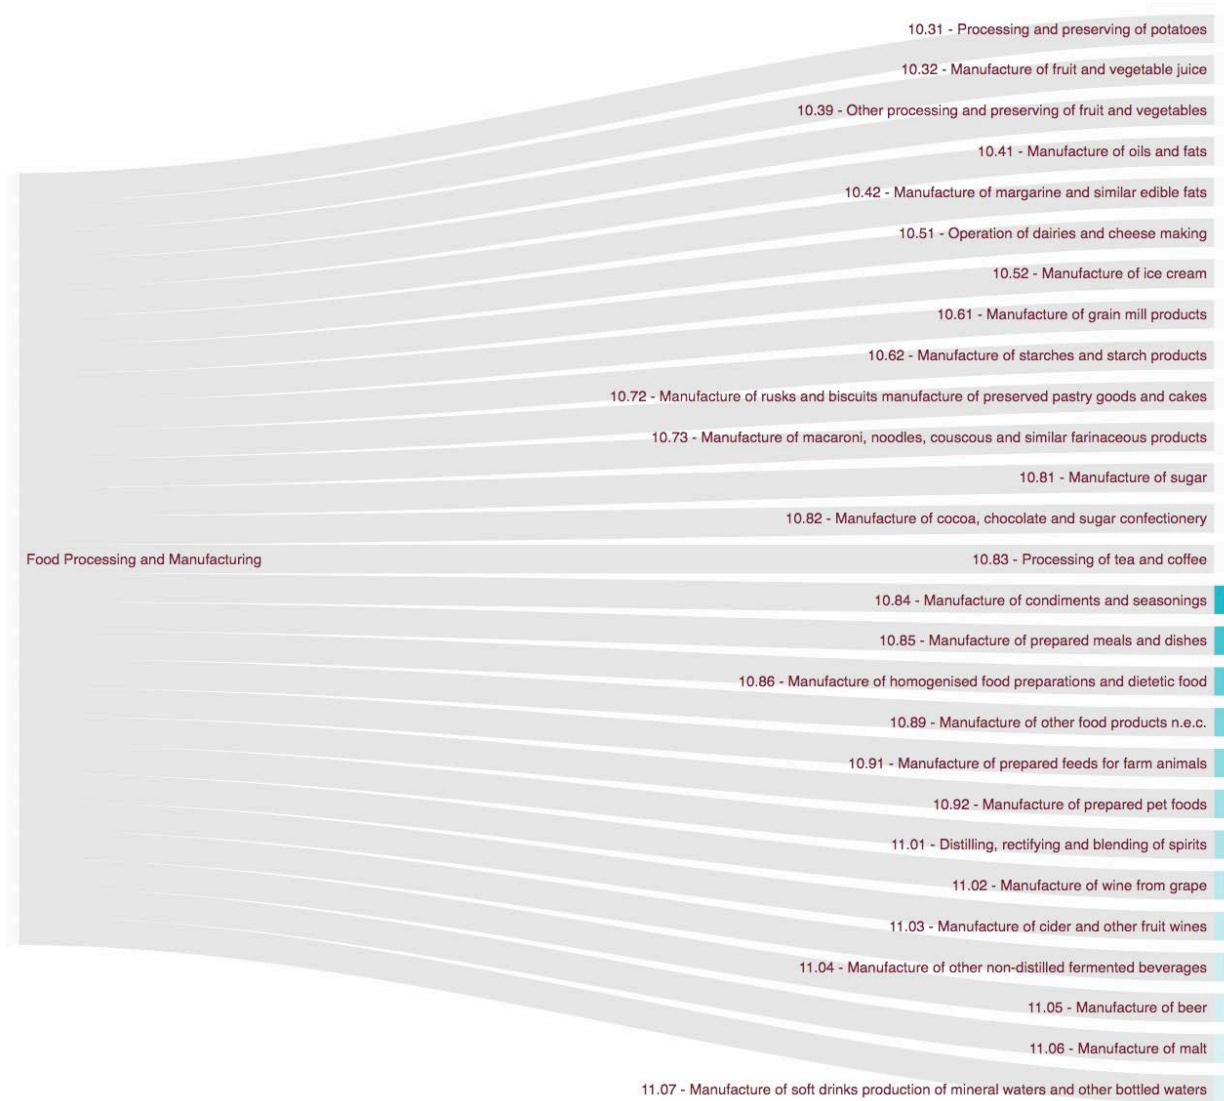 10.31 - Processing and preserving of potatoes
10.32 - Manufacture of fruit and vegetable juice
10.39 - Other processing and preserving of fruit and vegetables
10.41 - Manufacture of oils and fats
10.42 - Manufacture of margarine and similar edible fats
10.51 - Operation of dairies and cheese making
10.52 - Manufacture of ice cream
10.61 - Manufacture of grain mill products
10.62 - Manufacture of starches and starch products
10.72 - Manufacture of rusks and biscuits manufacture of preserved pastry goods and cakes
10.73 - Manufacture of macaroni, noodles, couscous and similar farinaceous products
10.81 - Manufacture of sugar
10.82 - Manufacture of cocoa, chocolate and sugar confectionery
Food Processing and Manufacturing
10.83 - Processing of tea and coffee
10.84 - Manufacture of condiments and seasonings
10.85 - Manufacture of prepared meals and dishes
10.86 - Manufacture of homogenised food preparations and dietetic food
10.89 - Manufacture of other food products n.e.c.
10.91 - Manufacture of prepared feeds for farm animals
10.92 - Manufacture of prepared pet foods
11.01 - Distilling, rectifying and blending of spirits
11.02 - Manufacture of wine from grape
11.03 - Manufacture of cider and other fruit wines
11.04 - Manufacture of other non-distilled fermented beverages
11.05 - Manufacture of beer
11.06 - Manufacture of malt
11.07 - Manufacture of soft drinks production of mineral waters and other bottled waters